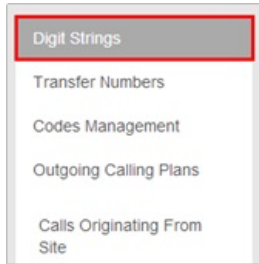 Digit Strings
Transfer Numbers
Codes Management
Outgoing Calling Plans
Calls Originating From
Site